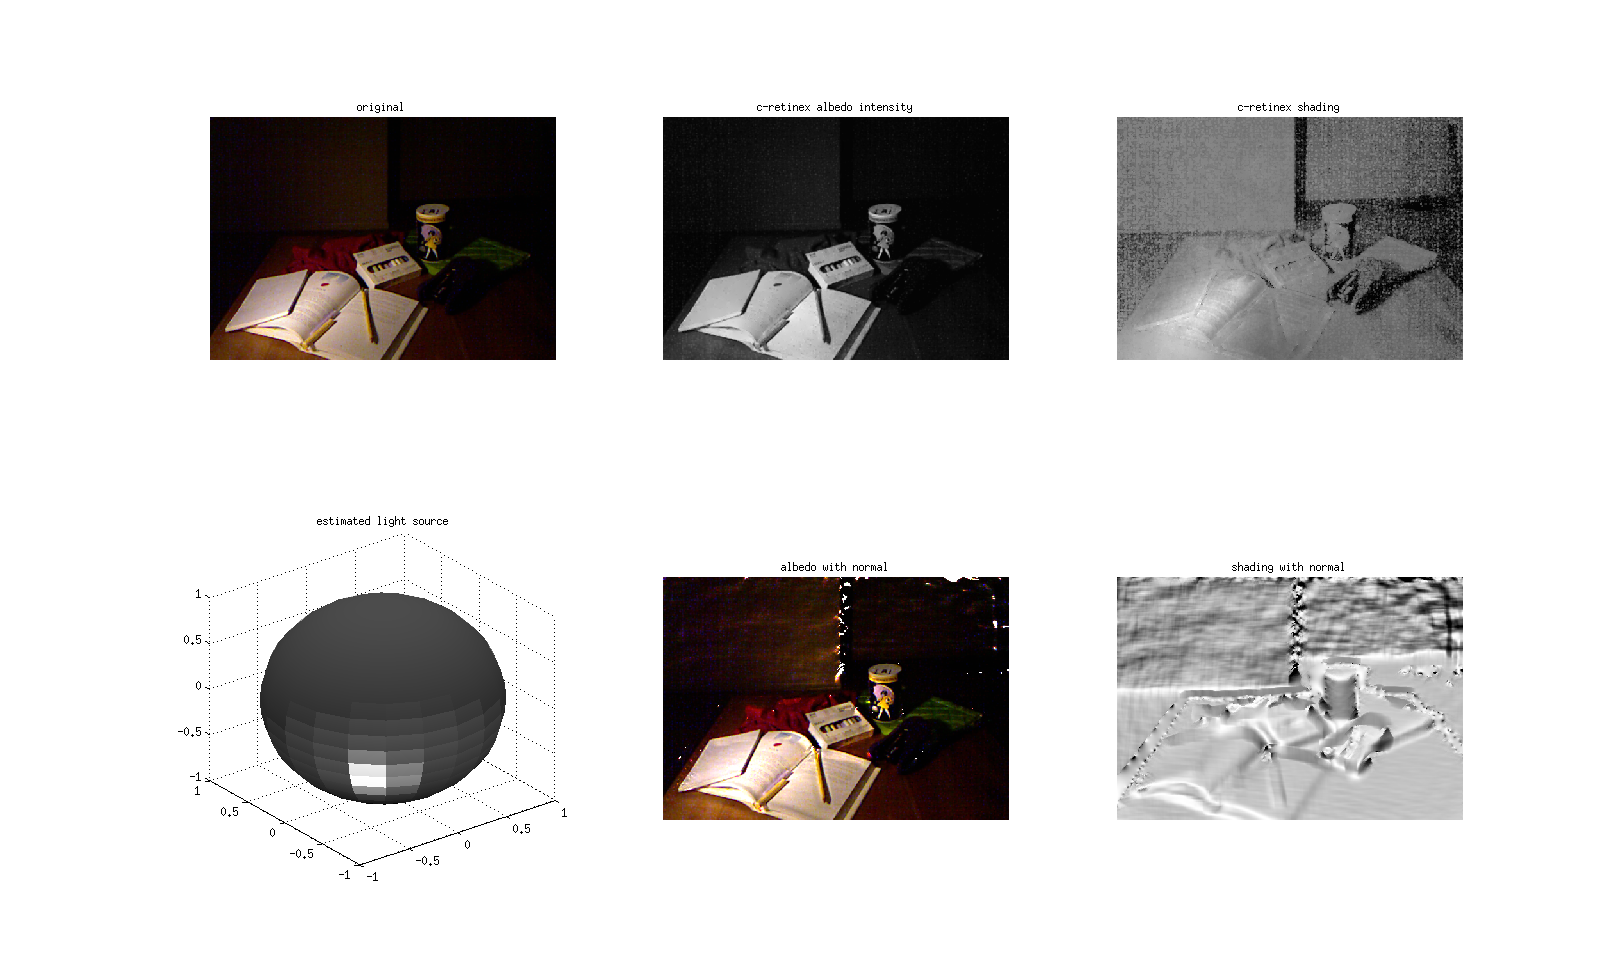 original
c-retinex albedo intensity
c-retinex shading
estimated light source
1
0.5
0
-0.5
-1
1
0.5
0
-0.5
-1
-1
-0.5
0
0.5
1
albedo with normal
shading with normal